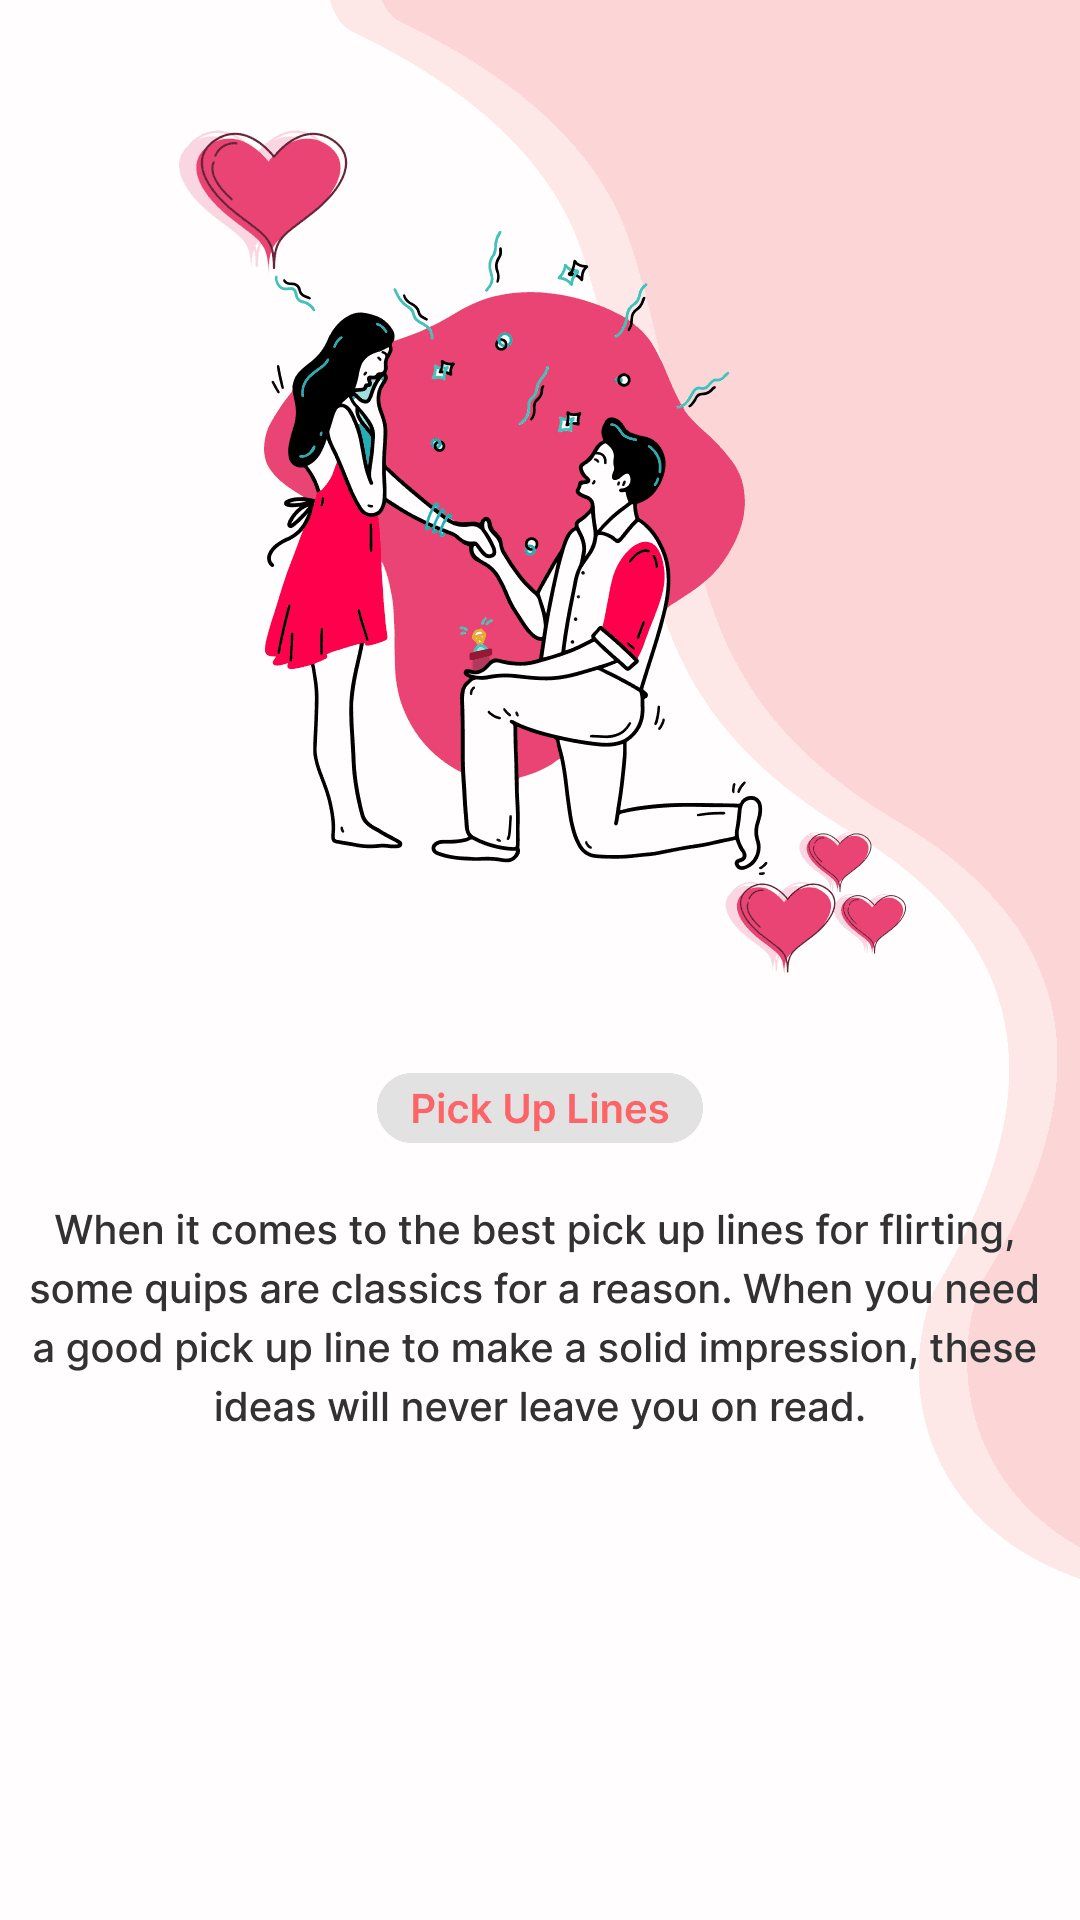 Pick Up Lines
When it comes to the best pick up lines for flirting,
some quips are classics for a reason. When you need
a good pick up line to make a solid impression, these
ideas will never leave you on read.